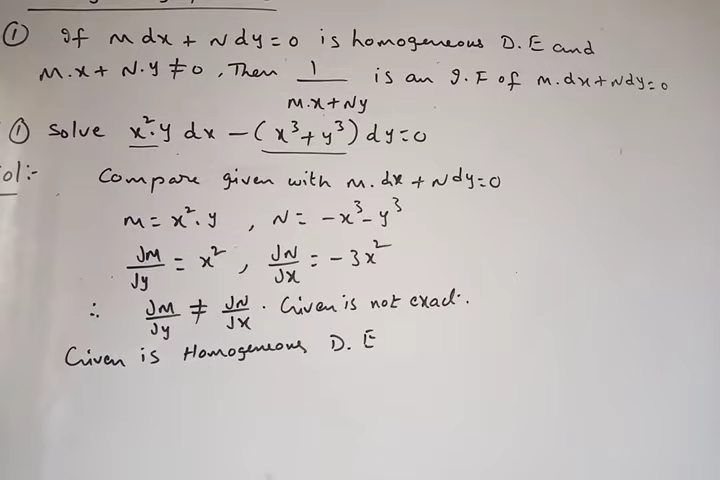 ① If M dx + N dy = 0 is homogeneous D.E and
M.x + N.y ≠ 0, Then 1/(M.x+Ny) is an I.F of M.dx+Ndy=0
① Solve x².y dx − (x³+y³) dy=0
ol:- Compare given with M.dx + Ndy=0
M = x².y , N = −x³−y³
∂M/∂y = x² , ∂N/∂x = −3x²
∴ ∂M/∂y ≠ ∂N/∂x . Given is not exact.
Given is Homogeneous D.E